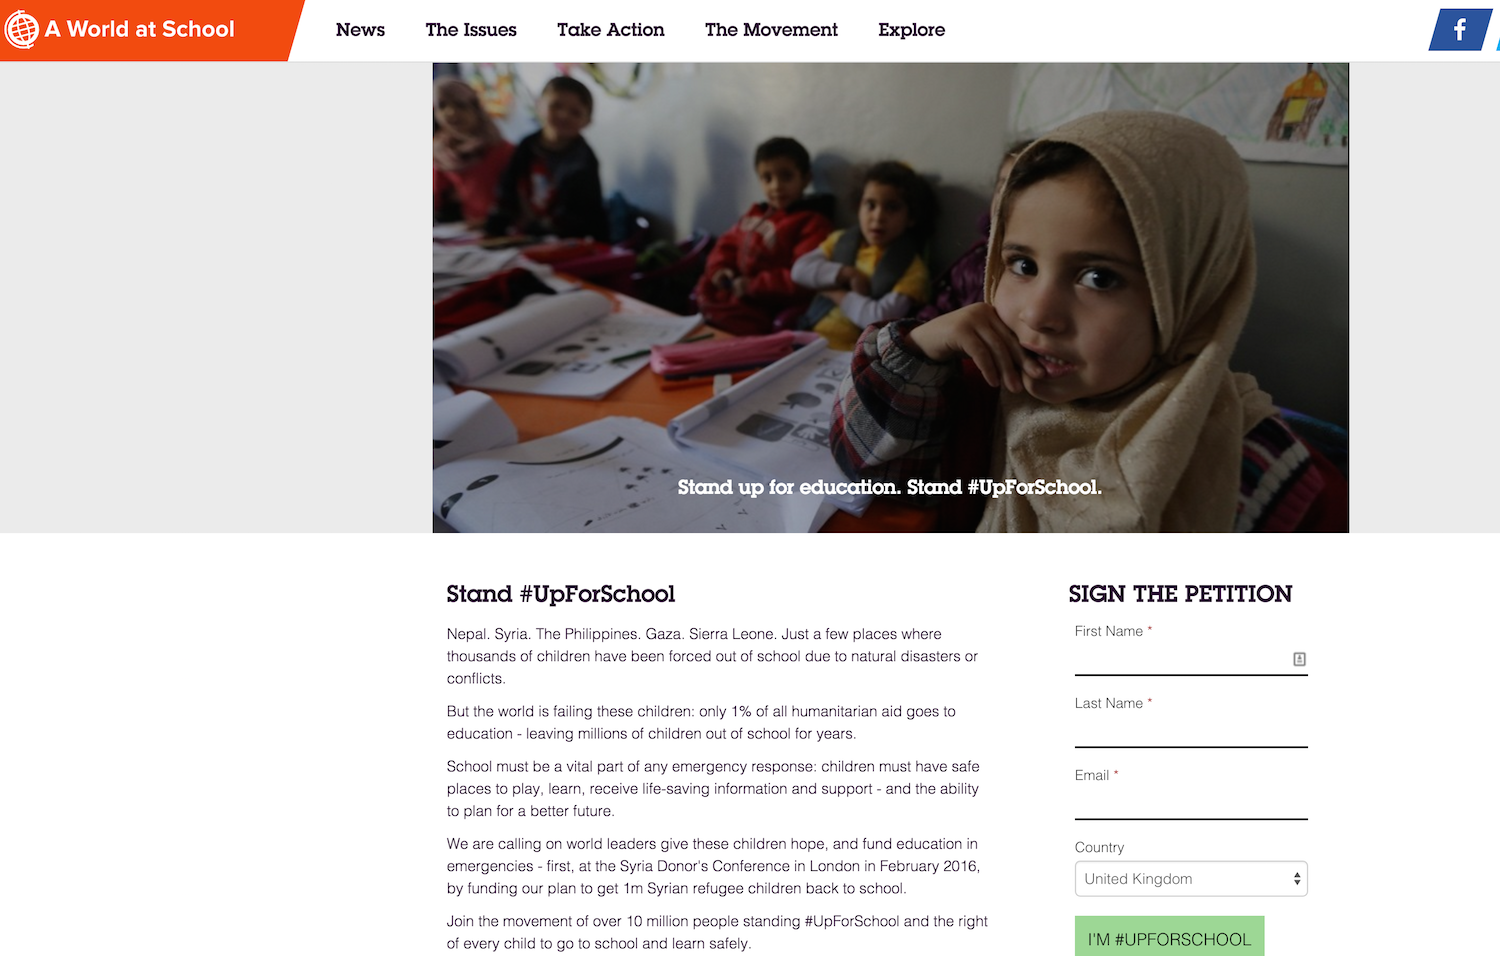 A World at School
News
The Issues
Take Action
The Movement
Explore
f
Stand up for education. Stand #UpForSchool.
Stand #UpForSchool
Nepal. Syria. The Philippines. Gaza. Sierra Leone. Just a few places where
thousands of children have been forced out of school due to natural disasters or
conflicts.
But the world is failing these children: only 1% of all humanitarian aid goes to
education - leaving millions of children out of school for years.
School must be a vital part of any emergency response: children must have safe
places to play, learn, receive life-saving information and support - and the ability
to plan for a better future.
We are calling on world leaders give these children hope, and fund education in
emergencies - first, at the Syria Donor's Conference in London in February 2016,
by funding our plan to get 1m Syrian refugee children back to school.
Join the movement of over 10 million people standing #UpForSchool and the right
of every child to go to school and learn safely.
SIGN THE PETITION
First Name *
Last Name *
Email *
Country
United Kingdom
I'M #UPFORSCHOOL